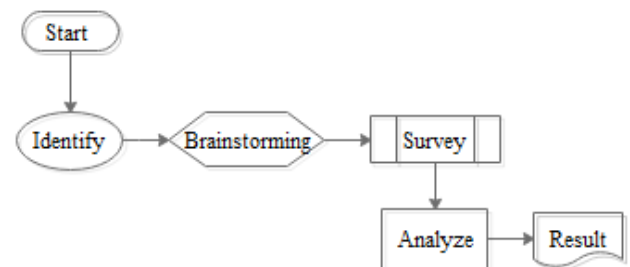 Start
Identify
Brainstorming
Survey
Analyze
Result